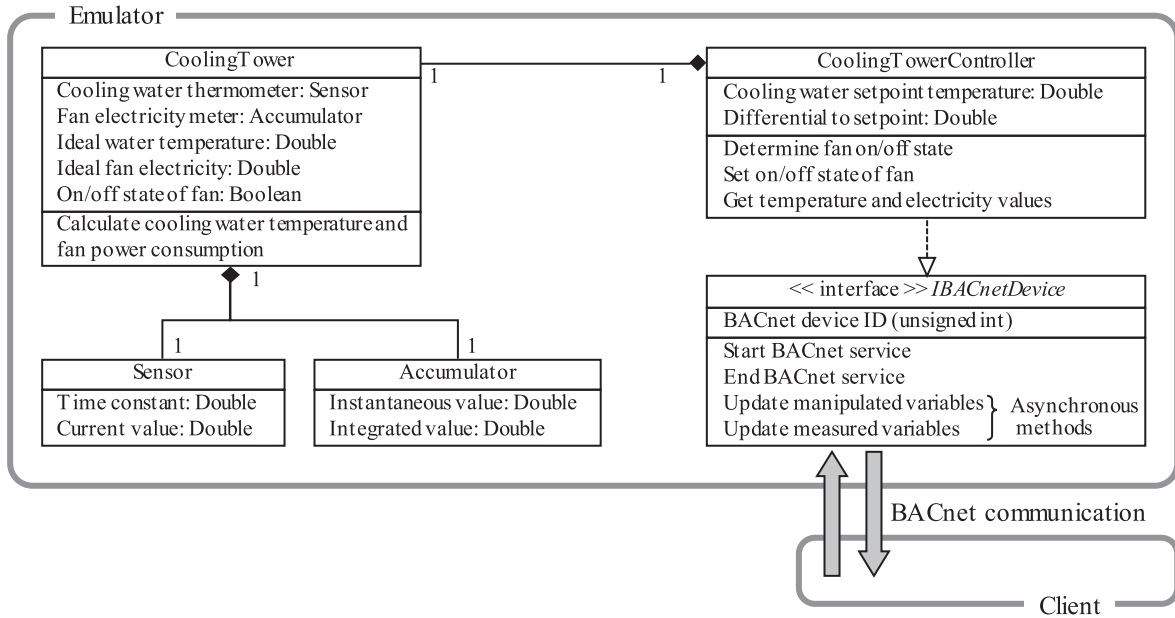 Emulator
CoolingTower
Cooling water thermometer: Sensor
Fan electricity meter: Accumulator
Ideal water temperature: Double
Ideal fan electricity: Double
On/off state of fan: Boolean
Calculate cooling water temperature and
fan power consumption
1
1
CoolingTowerController
Cooling water setpoint temperature: Double
Differential to setpoint: Double
Determine fan on/off state
Set on/off state of fan
Get temperature and electricity values
1
1
1
Sensor
Time constant: Double
Current value: Double
Accumulator
Instantaneous value: Double
Integrated value: Double
<< interface >> IBACnetDevice
BACnet device ID (unsigned int)
Start BACnet service
End BACnet service
Update manipulated variables
Update measured variables
} Asynchronous
methods
BACnet communication
Client